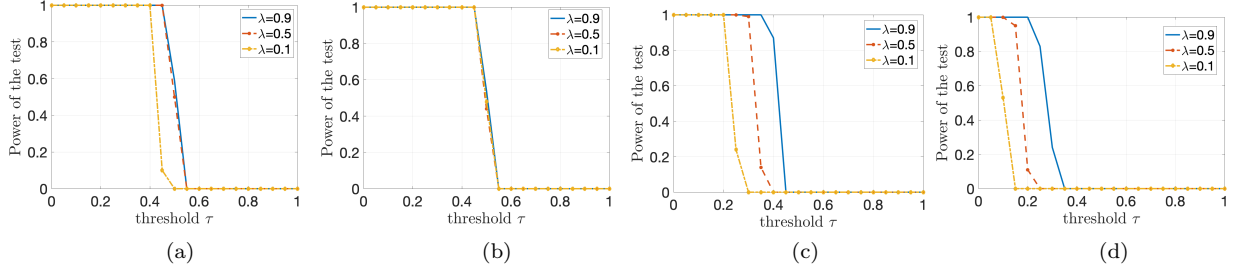 Power of the test
1
0.8
0.6
0.4
0.2
0
0 0.2 0.4 0.6 0.8 1
threshold τ
λ=0.9
λ=0.5
λ=0.1
(a)
Power of the test
1
0.8
0.6
0.4
0.2
0
0 0.2 0.4 0.6 0.8 1
threshold τ
λ=0.9
λ=0.5
λ=0.1
(b)
Power of the test
1
0.8
0.6
0.4
0.2
0
0 0.2 0.4 0.6 0.8 1
threshold τ
λ=0.9
λ=0.5
λ=0.1
(c)
Power of the test
1
0.8
0.6
0.4
0.2
0
0 0.2 0.4 0.6 0.8 1
threshold τ
λ=0.9
λ=0.5
λ=0.1
(d)